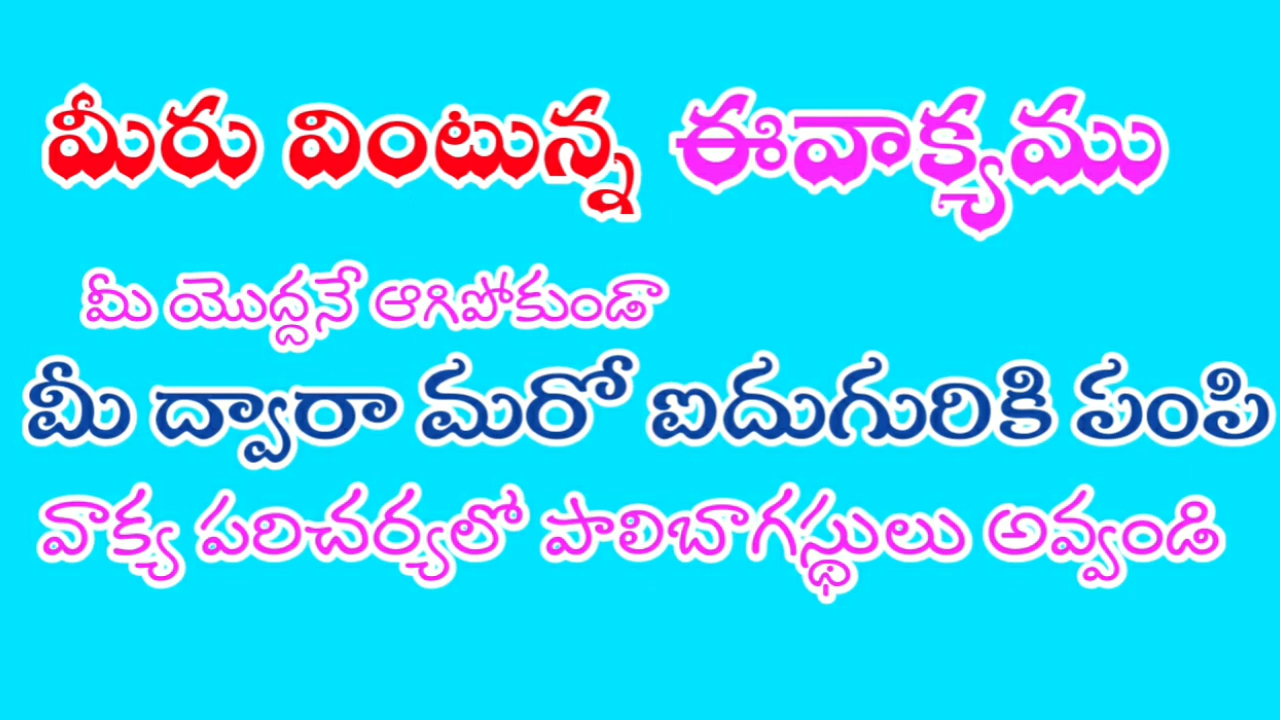 మీరు వింటున్న ఈవాక్యము
మీ యొద్దనే ఆగిపోకుండా
మీ ద్వారా మరో ఐదుగురికి పంపి
వాక్య పరిచర్యలో పాలిబాగస్థులు అవ్వండి